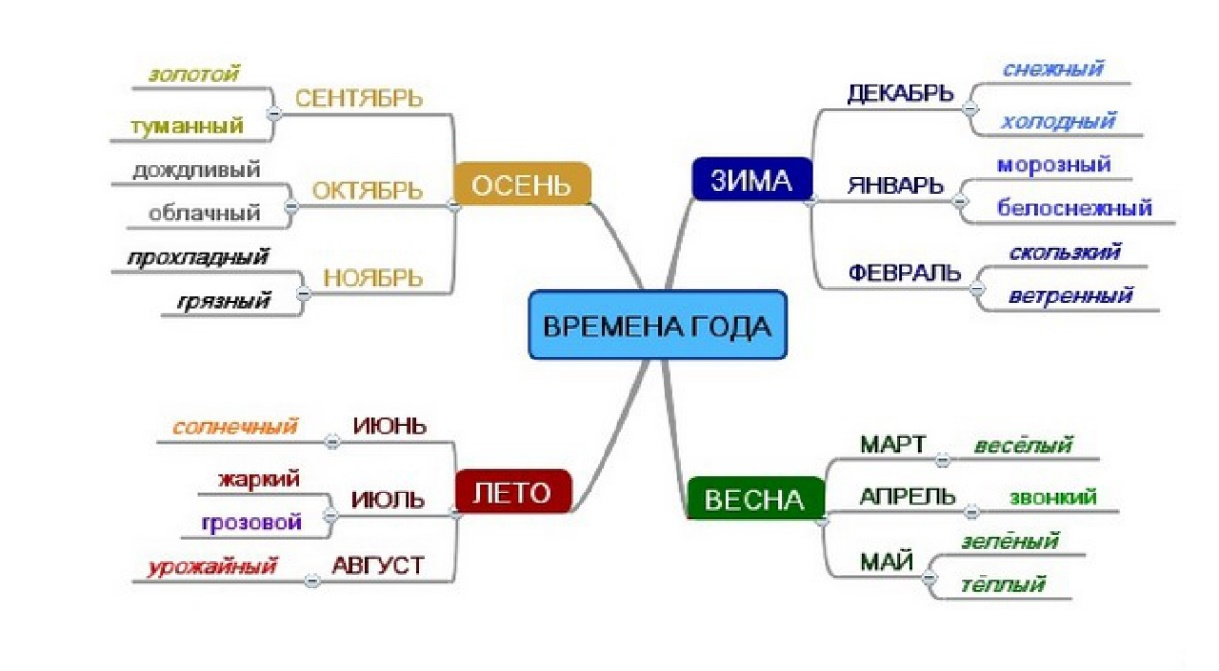 ВРЕМЕНА ГОДА
ОСЕНЬ
СЕНТЯБРЬ
золотой
туманный
ОКТЯБРЬ
дождливый
облачный
НОЯБРЬ
прохладный
грязный
ЗИМА
ДЕКАБРЬ
снежный
холодный
ЯНВАРЬ
морозный
белоснежный
ФЕВРАЛЬ
скользкий
ветренный
ЛЕТО
ИЮНЬ
солнечный
ИЮЛЬ
жаркий
грозовой
АВГУСТ
урожайный
ВЕСНА
МАРТ
весёлый
АПРЕЛЬ
звонкий
МАЙ
зелёный
тёплый